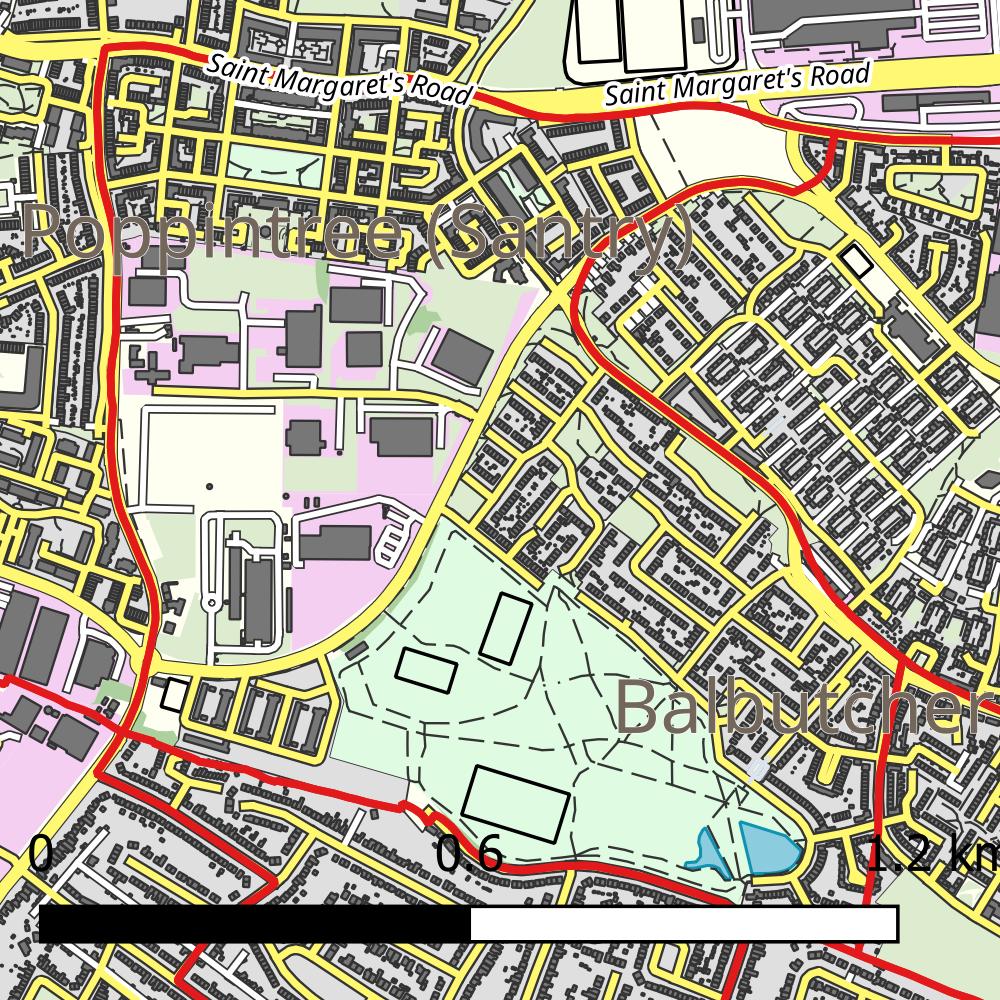 Saint Margaret's Road
Saint Margaret's Road
Poppintree (Santry)
Balbutcher
0 0.6 1.2 km